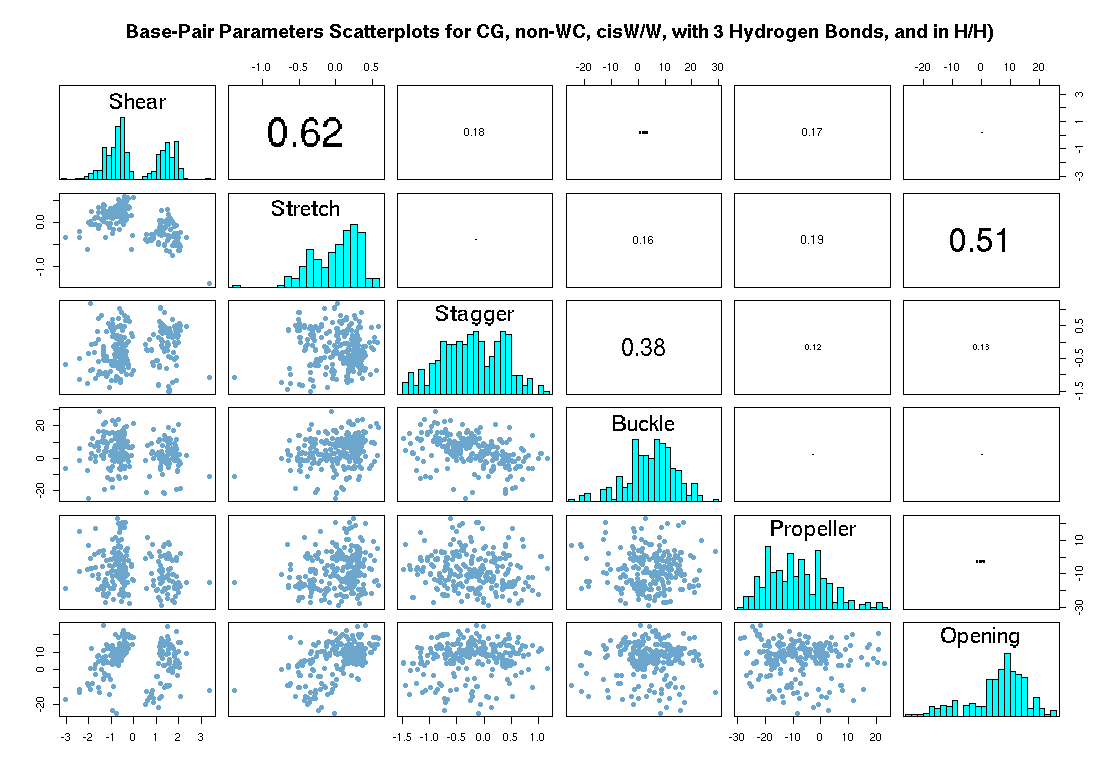 Base-Pair Parameters Scatterplots for CG, non-WC, cisW/W, with 3 Hydrogen Bonds, and in H/H)
-1.0 -0.5 0.0 0.5 -20 -10 0 10 20 30 -20 0 10 20
Shear 0.62 0.18 0.17 -
3 1 -1 -3
0.0 -1.0
Stretch - 0.16 0.19 0.51
Stagger 0.38 0.12 0.13
0.5 -0.5 -1.5
20 0 -20
Buckle - -
Propeller
10 -10 -30
10 0 -20
Opening
-3 -2 -1 0 1 2 3 -1.5 -0.5 0.0 0.5 1.0 -30 -10 0 10 20